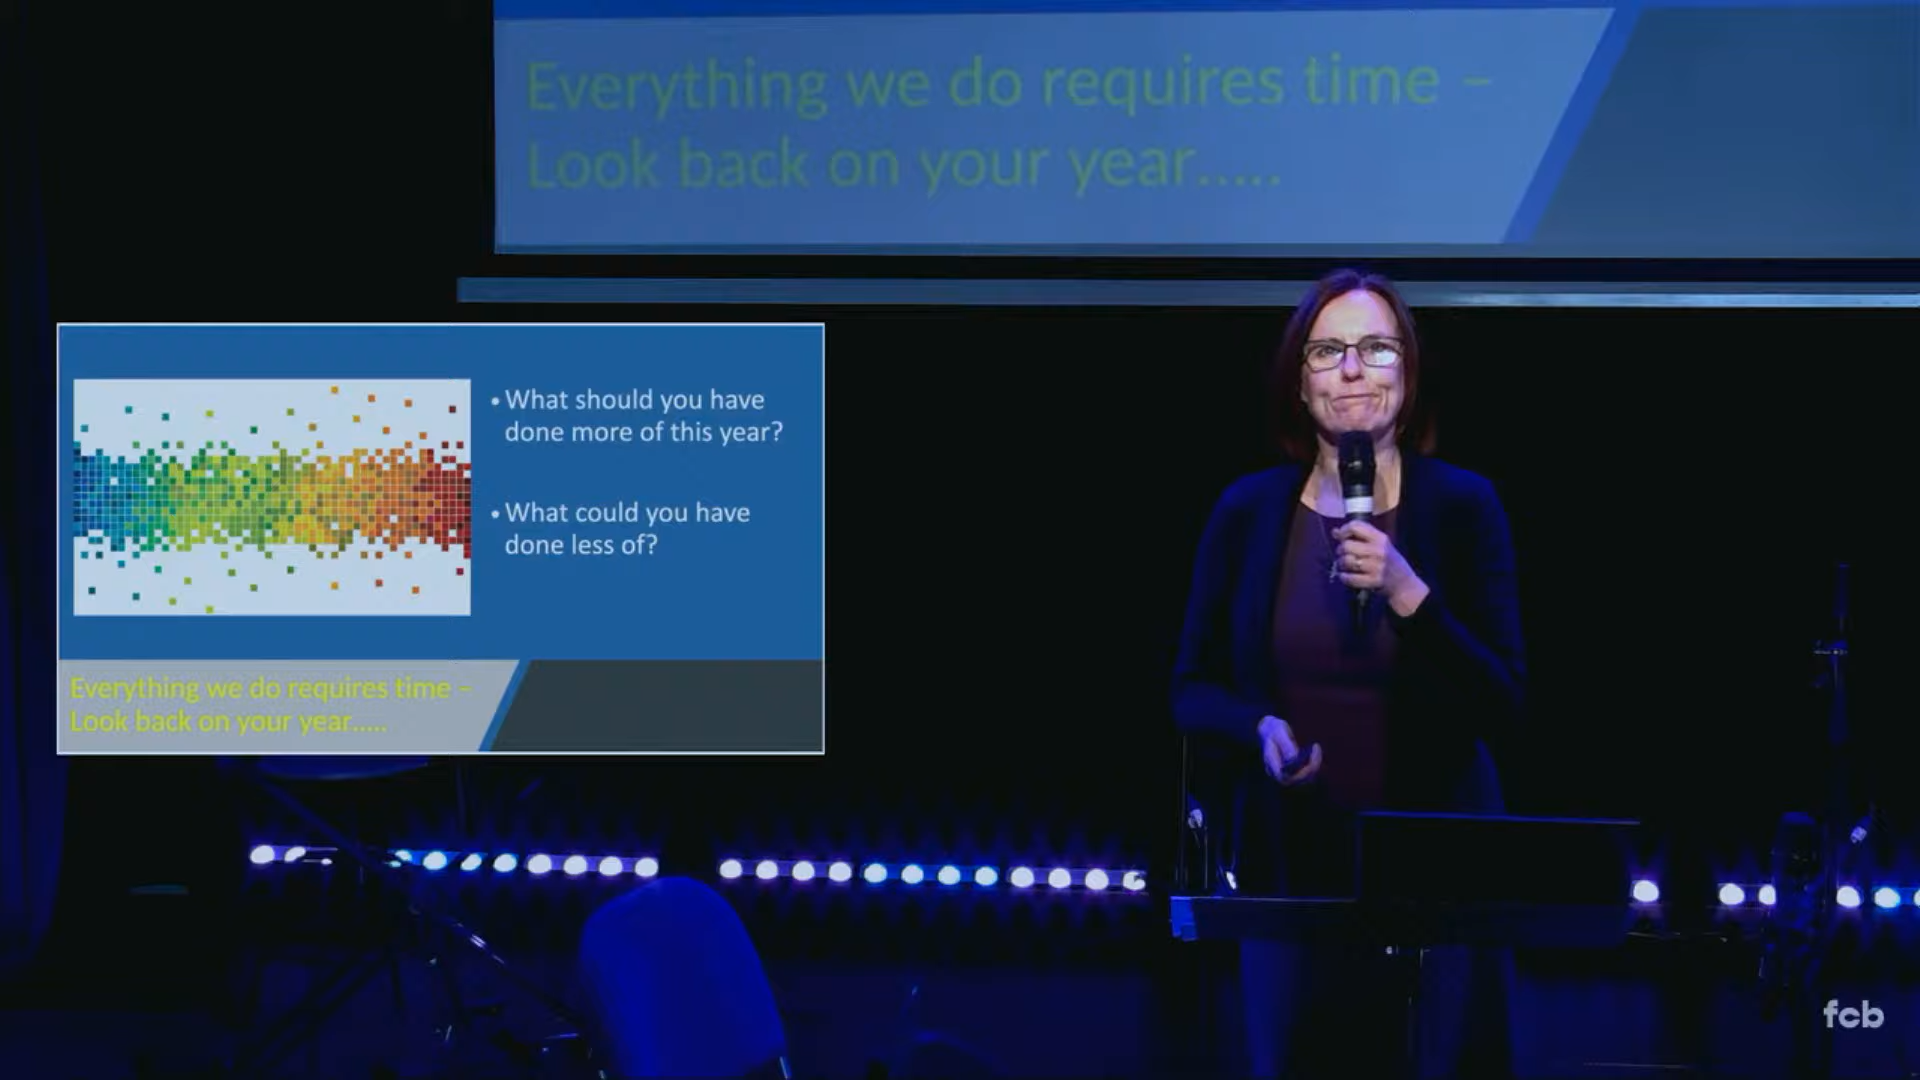 Everything we do requires time –
Look back on your year.....
• What should you have
done more of this year?
• What could you have
done less of?
Everything we do requires time –
Look back on your year.....
fcb